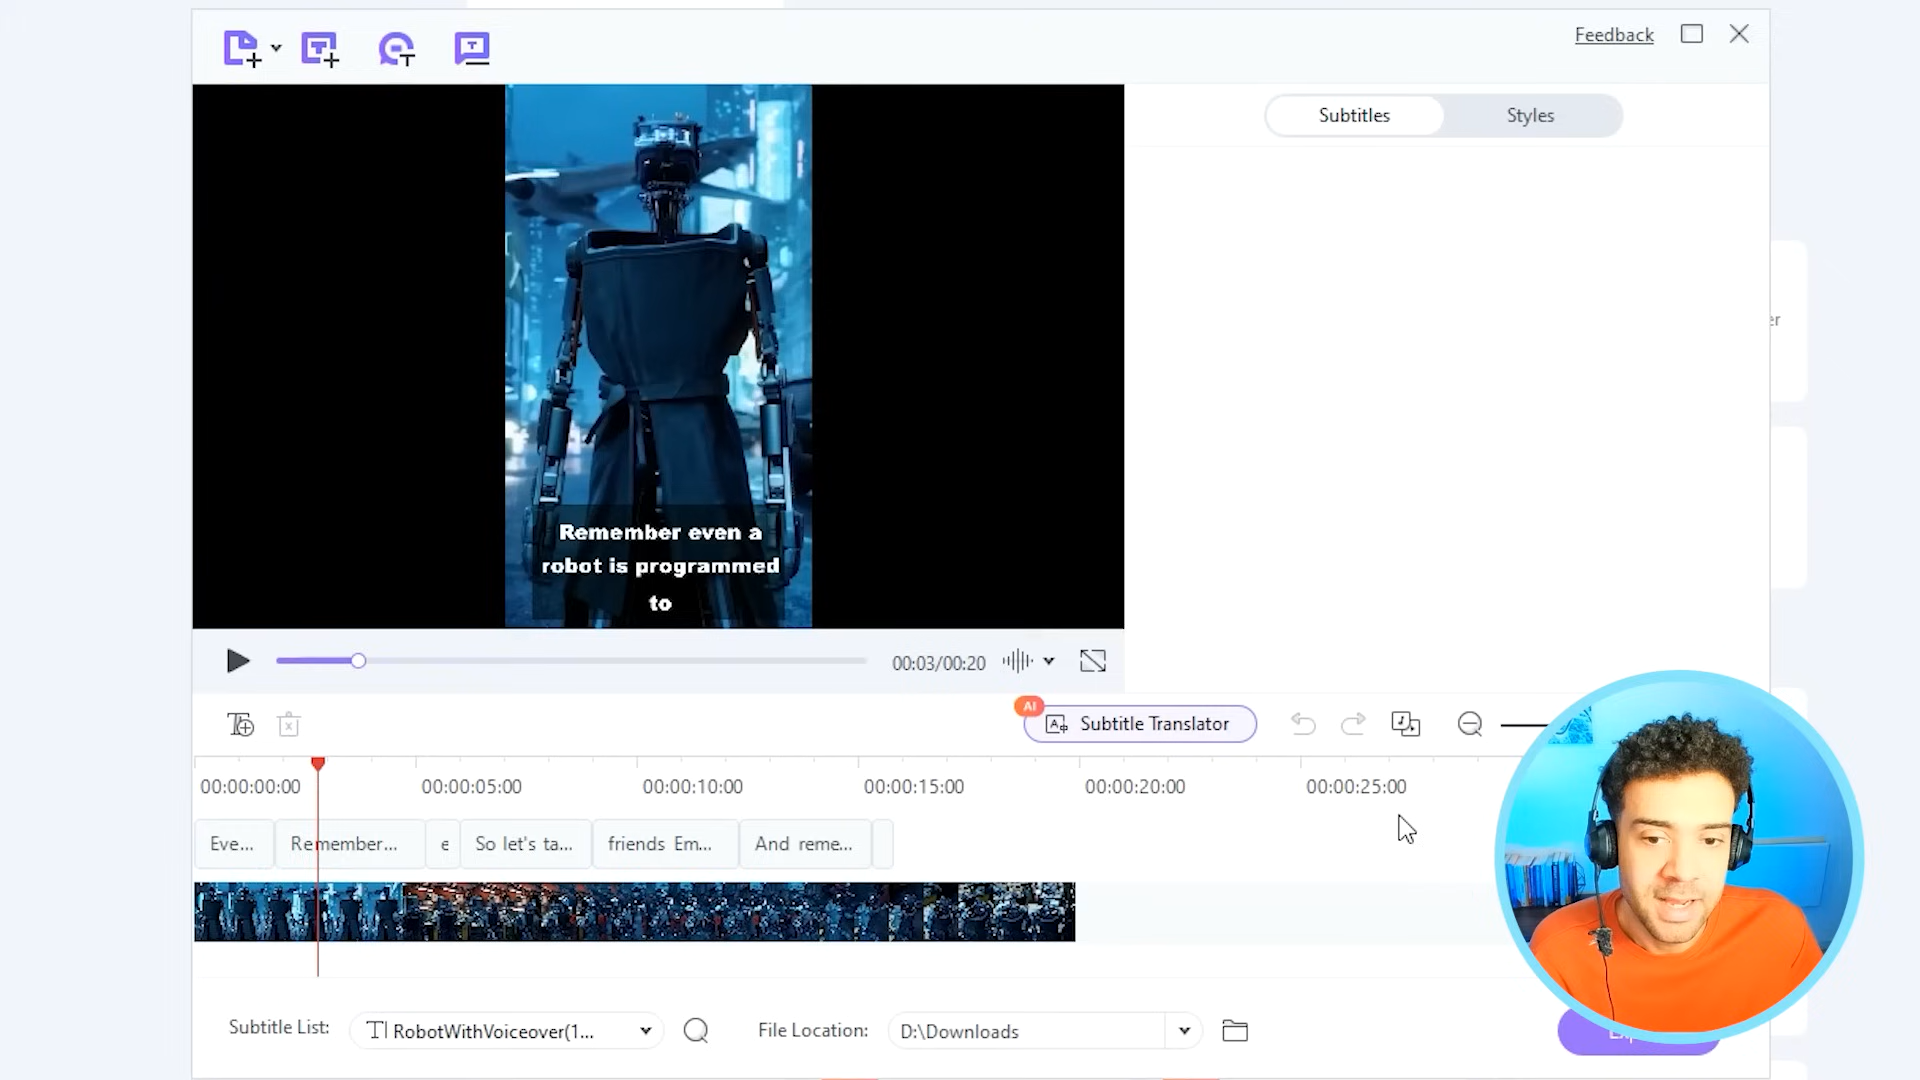 Feedback
Subtitles
Styles
Remember even a
robot is programmed
to
00:03/00:20
AI
Subtitle Translator
00:00:00:00
00:00:05:00
00:00:10:00
00:00:15:00
00:00:20:00
00:00:25:00
Eve...
Remember...
e
So let's ta...
friends Em...
And reme...
Subtitle List:
RobotWithVoiceover(1...
File Location:
D:\Downloads